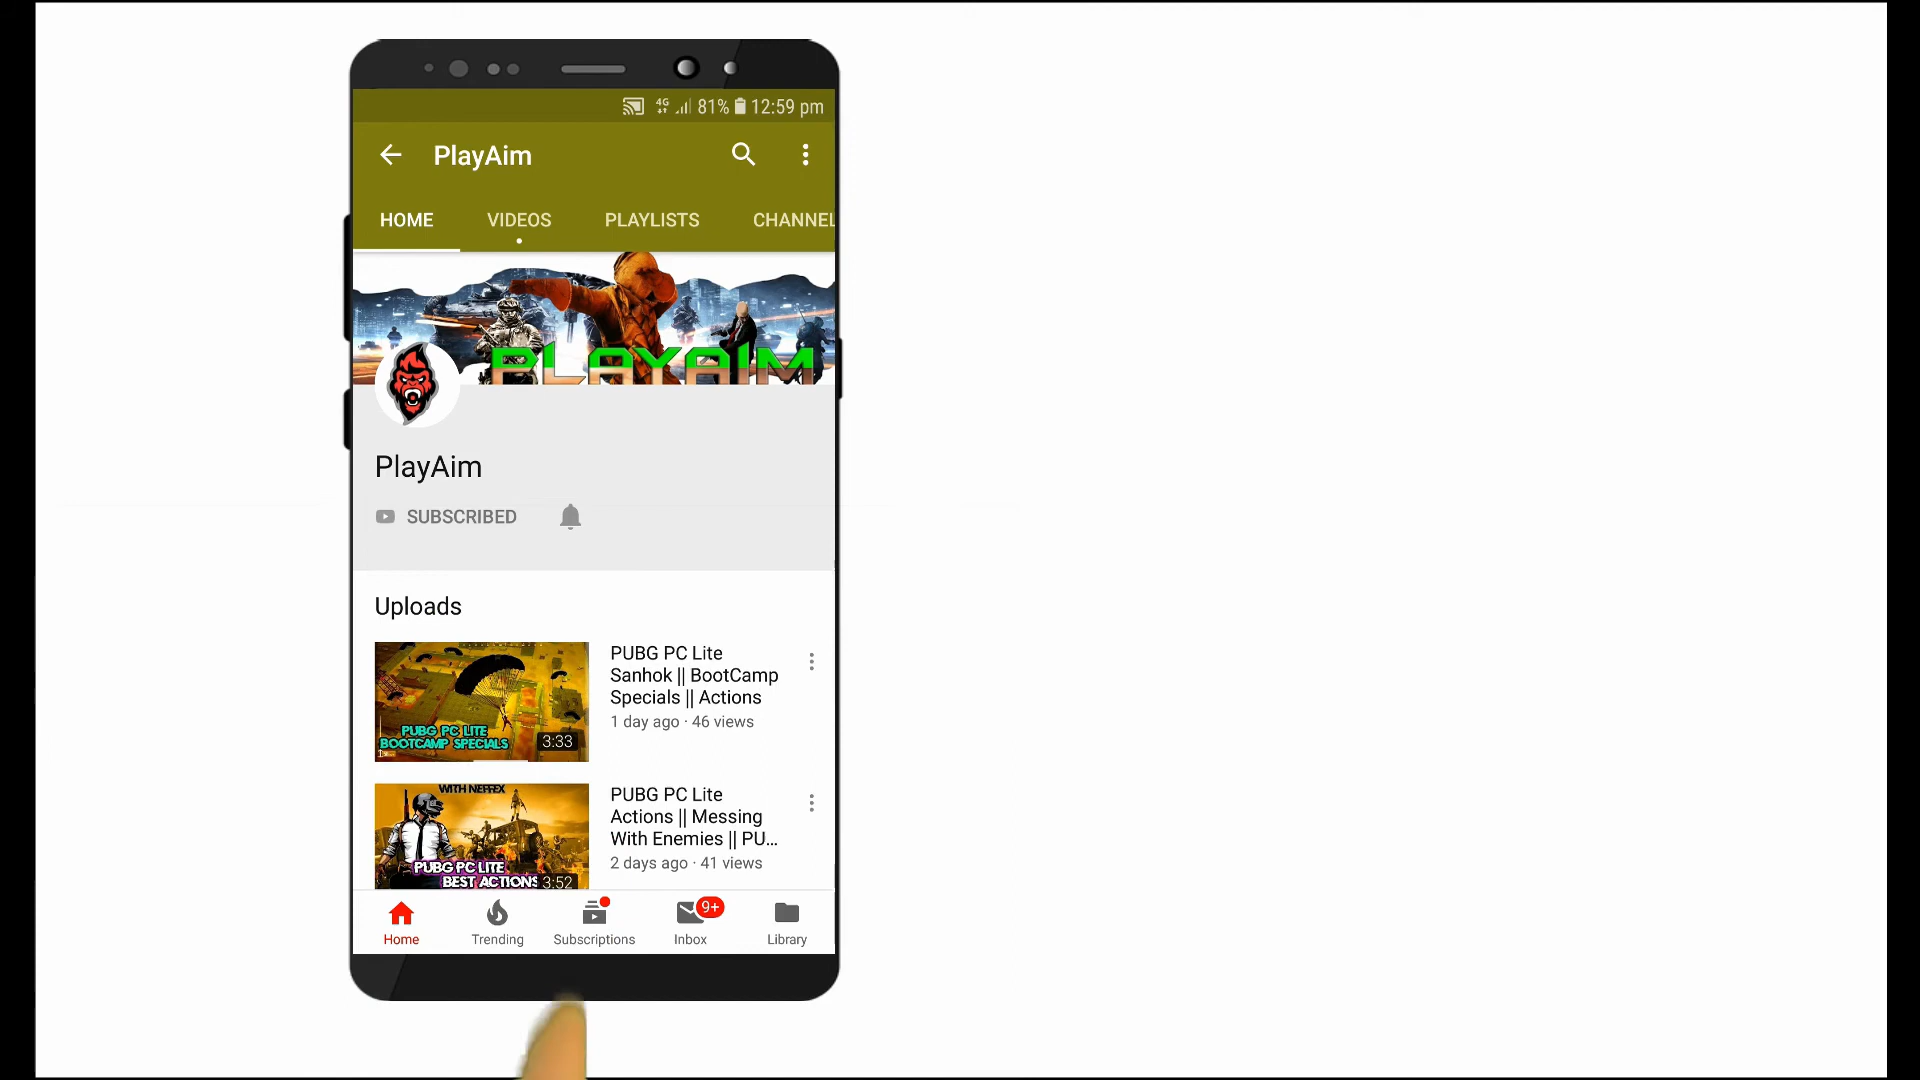 4G 81% 12:59 pm
PlayAim
HOME VIDEOS PLAYLISTS CHANNEL
PLAYAIM
PlayAim
SUBSCRIBED
Uploads
PUBG PC Lite
Sanhok || BootCamp
Specials || Actions
1 day ago · 46 views
PUBG PC LITE
BOOTCAMP SPECIALS
3:33
WITH NEFFEX
PUBG PC LITE
BEST ACTIONS
3:52
PUBG PC Lite
Actions || Messing
With Enemies || PU...
2 days ago · 41 views
9+
Home Trending Subscriptions Inbox Library